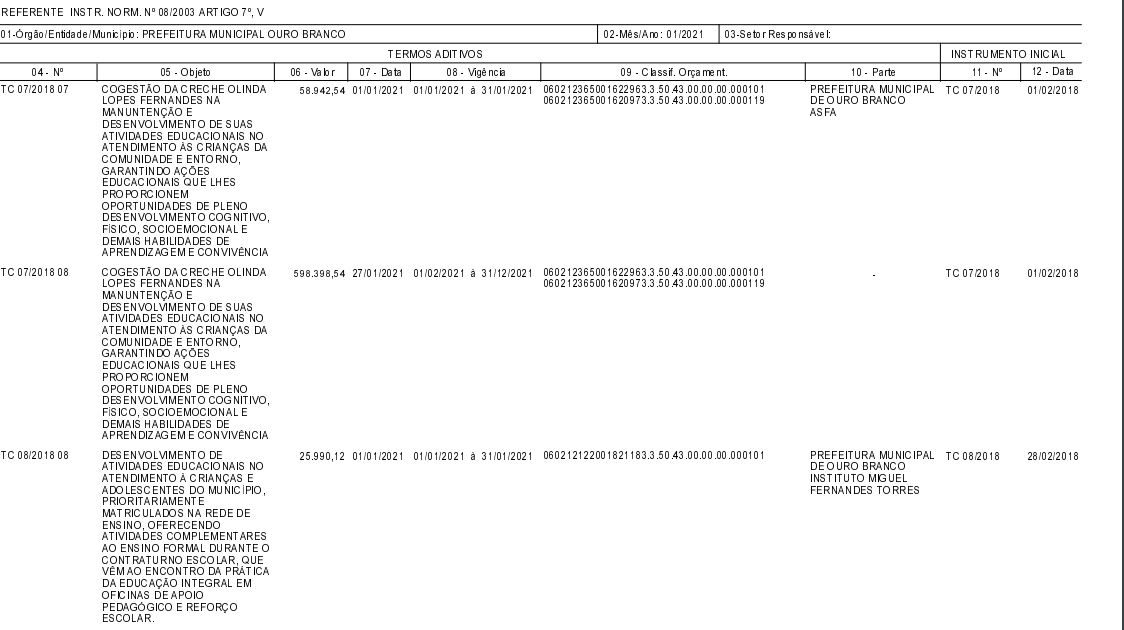 REFERENTE INSTR. NORM. Nº 08/2003 ARTIGO 7º, V
01-Órgão/Entidade/Município: PREFEITURA MUNICIPAL OURO BRANCO 02-Mês/Ano: 01/2021 03-Setor Responsável:
TERMOS ADITIVOS INSTRUMENTO INICIAL
04 - Nº 05 - Objeto 06 - Valor 07 - Data 08 - Vigência 09 - Classif. Orçament. 10 - Parte 11 - Nº 12 - Data
TC 07/2018 07 COGESTÃO DA CRECHE OLINDA 58.942,54 01/01/2021 01/01/2021 à 31/01/2021 060212365001622963.3.50.43.00.00.00.000101 PREFEITURA MUNICIPAL TC 07/2018 01/02/2018
LOPES FERNANDES NA 060212365001620973.3.50.43.00.00.00.000119 DE OURO BRANCO
MANUNTENÇÃO E ASFA
DESENVOLVIMENTO DE SUAS
ATIVIDADES EDUCACIONAIS NO
ATENDIMENTO ÀS CRIANÇAS DA
COMUNIDADE E ENTORNO,
GARANTINDO AÇÕES
EDUCACIONAIS QUE LHES
PROPORCIONEM
OPORTUNIDADES DE PLENO
DESENVOLVIMENTO COGNITIVO,
FÍSICO, SOCIOEMOCIONAL E
DEMAIS HABILIDADES DE
APRENDIZAGEM E CONVIVÊNCIA
TC 07/2018 08 COGESTÃO DA CRECHE OLINDA 598.398,54 27/01/2021 01/02/2021 à 31/12/2021 060212365001622963.3.50.43.00.00.00.000101 - TC 07/2018 01/02/2018
LOPES FERNANDES NA 060212365001620973.3.50.43.00.00.00.000119
MANUNTENÇÃO E
DESENVOLVIMENTO DE SUAS
ATIVIDADES EDUCACIONAIS NO
ATENDIMENTO ÀS CRIANÇAS DA
COMUNIDADE E ENTORNO,
GARANTINDO AÇÕES
EDUCACIONAIS QUE LHES
PROPORCIONEM
OPORTUNIDADES DE PLENO
DESENVOLVIMENTO COGNITIVO,
FÍSICO, SOCIOEMOCIONAL E
DEMAIS HABILIDADES DE
APRENDIZAGEM E CONVIVÊNCIA
TC 08/2018 08 DESENVOLVIMENTO DE 25.990,12 01/01/2021 01/01/2021 à 31/01/2021 060212122001821183.3.50.43.00.00.00.000101 PREFEITURA MUNICIPAL TC 08/2018 28/02/2018
ATIVIDADES EDUCACIONAIS NO DE OURO BRANCO
ATENDIMENTO À CRIANÇAS E INSTITUTO MIGUEL
ADOLESCENTES DO MUNICÍPIO, FERNANDES TORRES
PRIORITARIAMENTE
MATRICULADOS NA REDE DE
ENSINO, OFERECENDO
ATIVIDADES COMPLEMENTARES
AO ENSINO FORMAL DURANTE O
CONTRATURNO ESCOLAR, QUE
VÊM AO ENCONTRO DA PRÁTICA
DA EDUCAÇÃO INTEGRAL EM
OFICINAS DE APOIO
PEDAGÓGICO E REFORÇO
ESCOLAR.